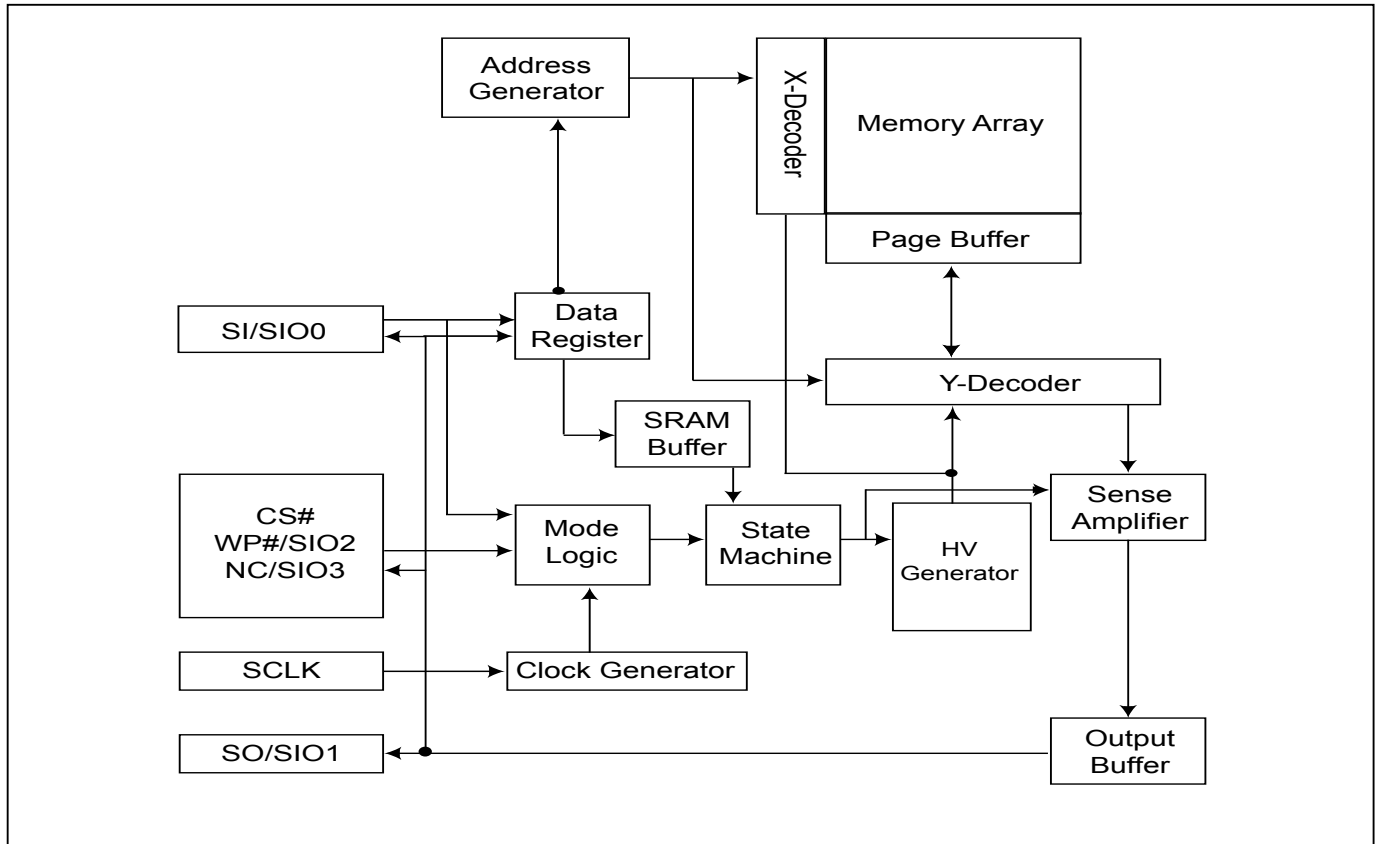 Address
Generator
X-Decoder
Memory Array
Page Buffer
SI/SIO0
Data
Register
Y-Decoder
SRAM
Buffer
CS#
WP#/SIO2
NC/SIO3
Mode
Logic
State
Machine
HV
Generator
Sense
Amplifier
SCLK
Clock Generator
SO/SIO1
Output
Buffer